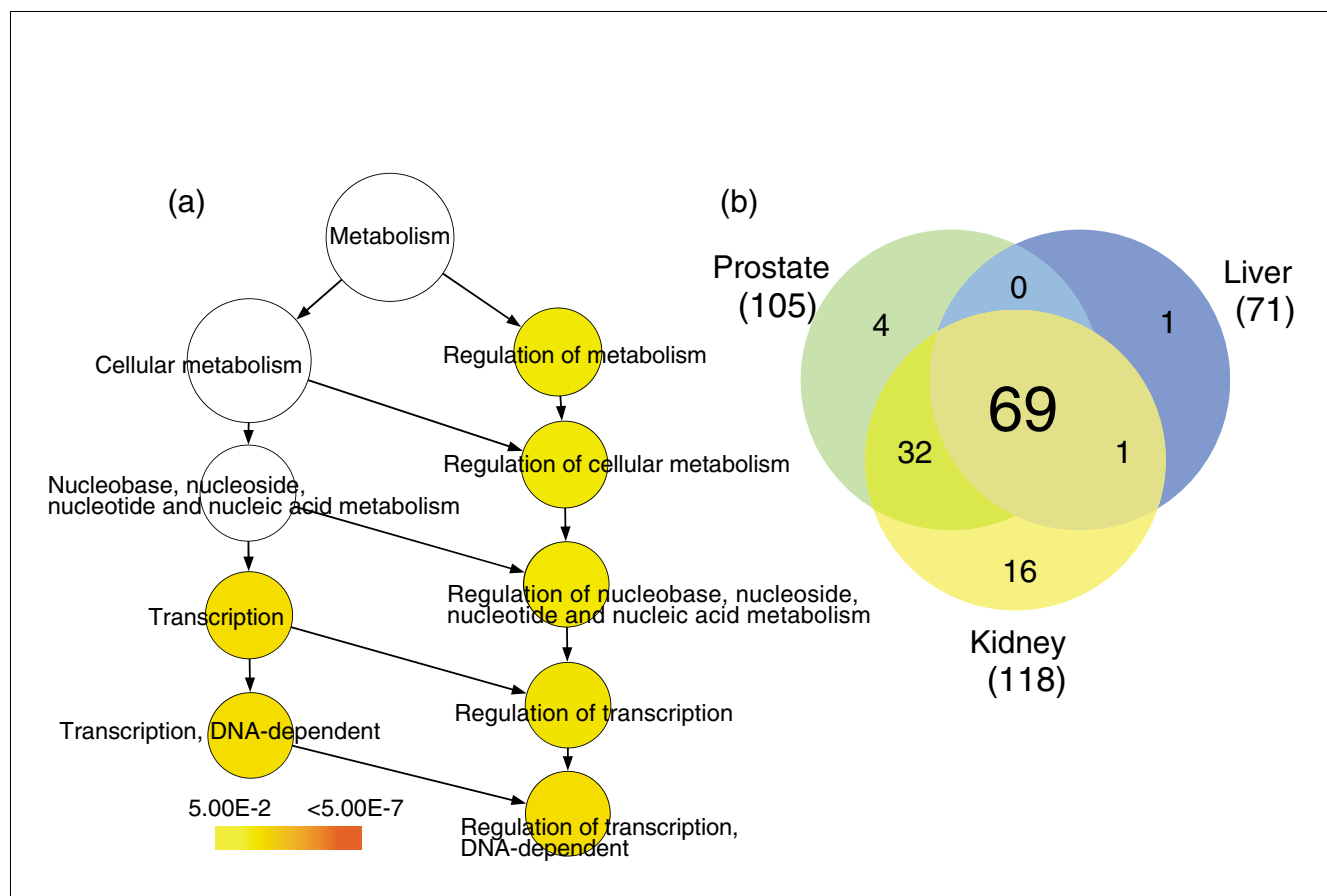 (a)
Metabolism
Cellular metabolism
Regulation of metabolism
Nucleobase, nucleoside,
nucleotide and nucleic acid metabolism
Regulation of cellular metabolism
Transcription
Regulation of nucleobase, nucleoside,
nucleotide and nucleic acid metabolism
Transcription, DNA-dependent
Regulation of transcription
Regulation of transcription,
DNA-dependent
5.00E-2 <5.00E-7
(b)
Prostate
(105)
Liver
(71)
0
4
1
69
32
1
16
Kidney
(118)